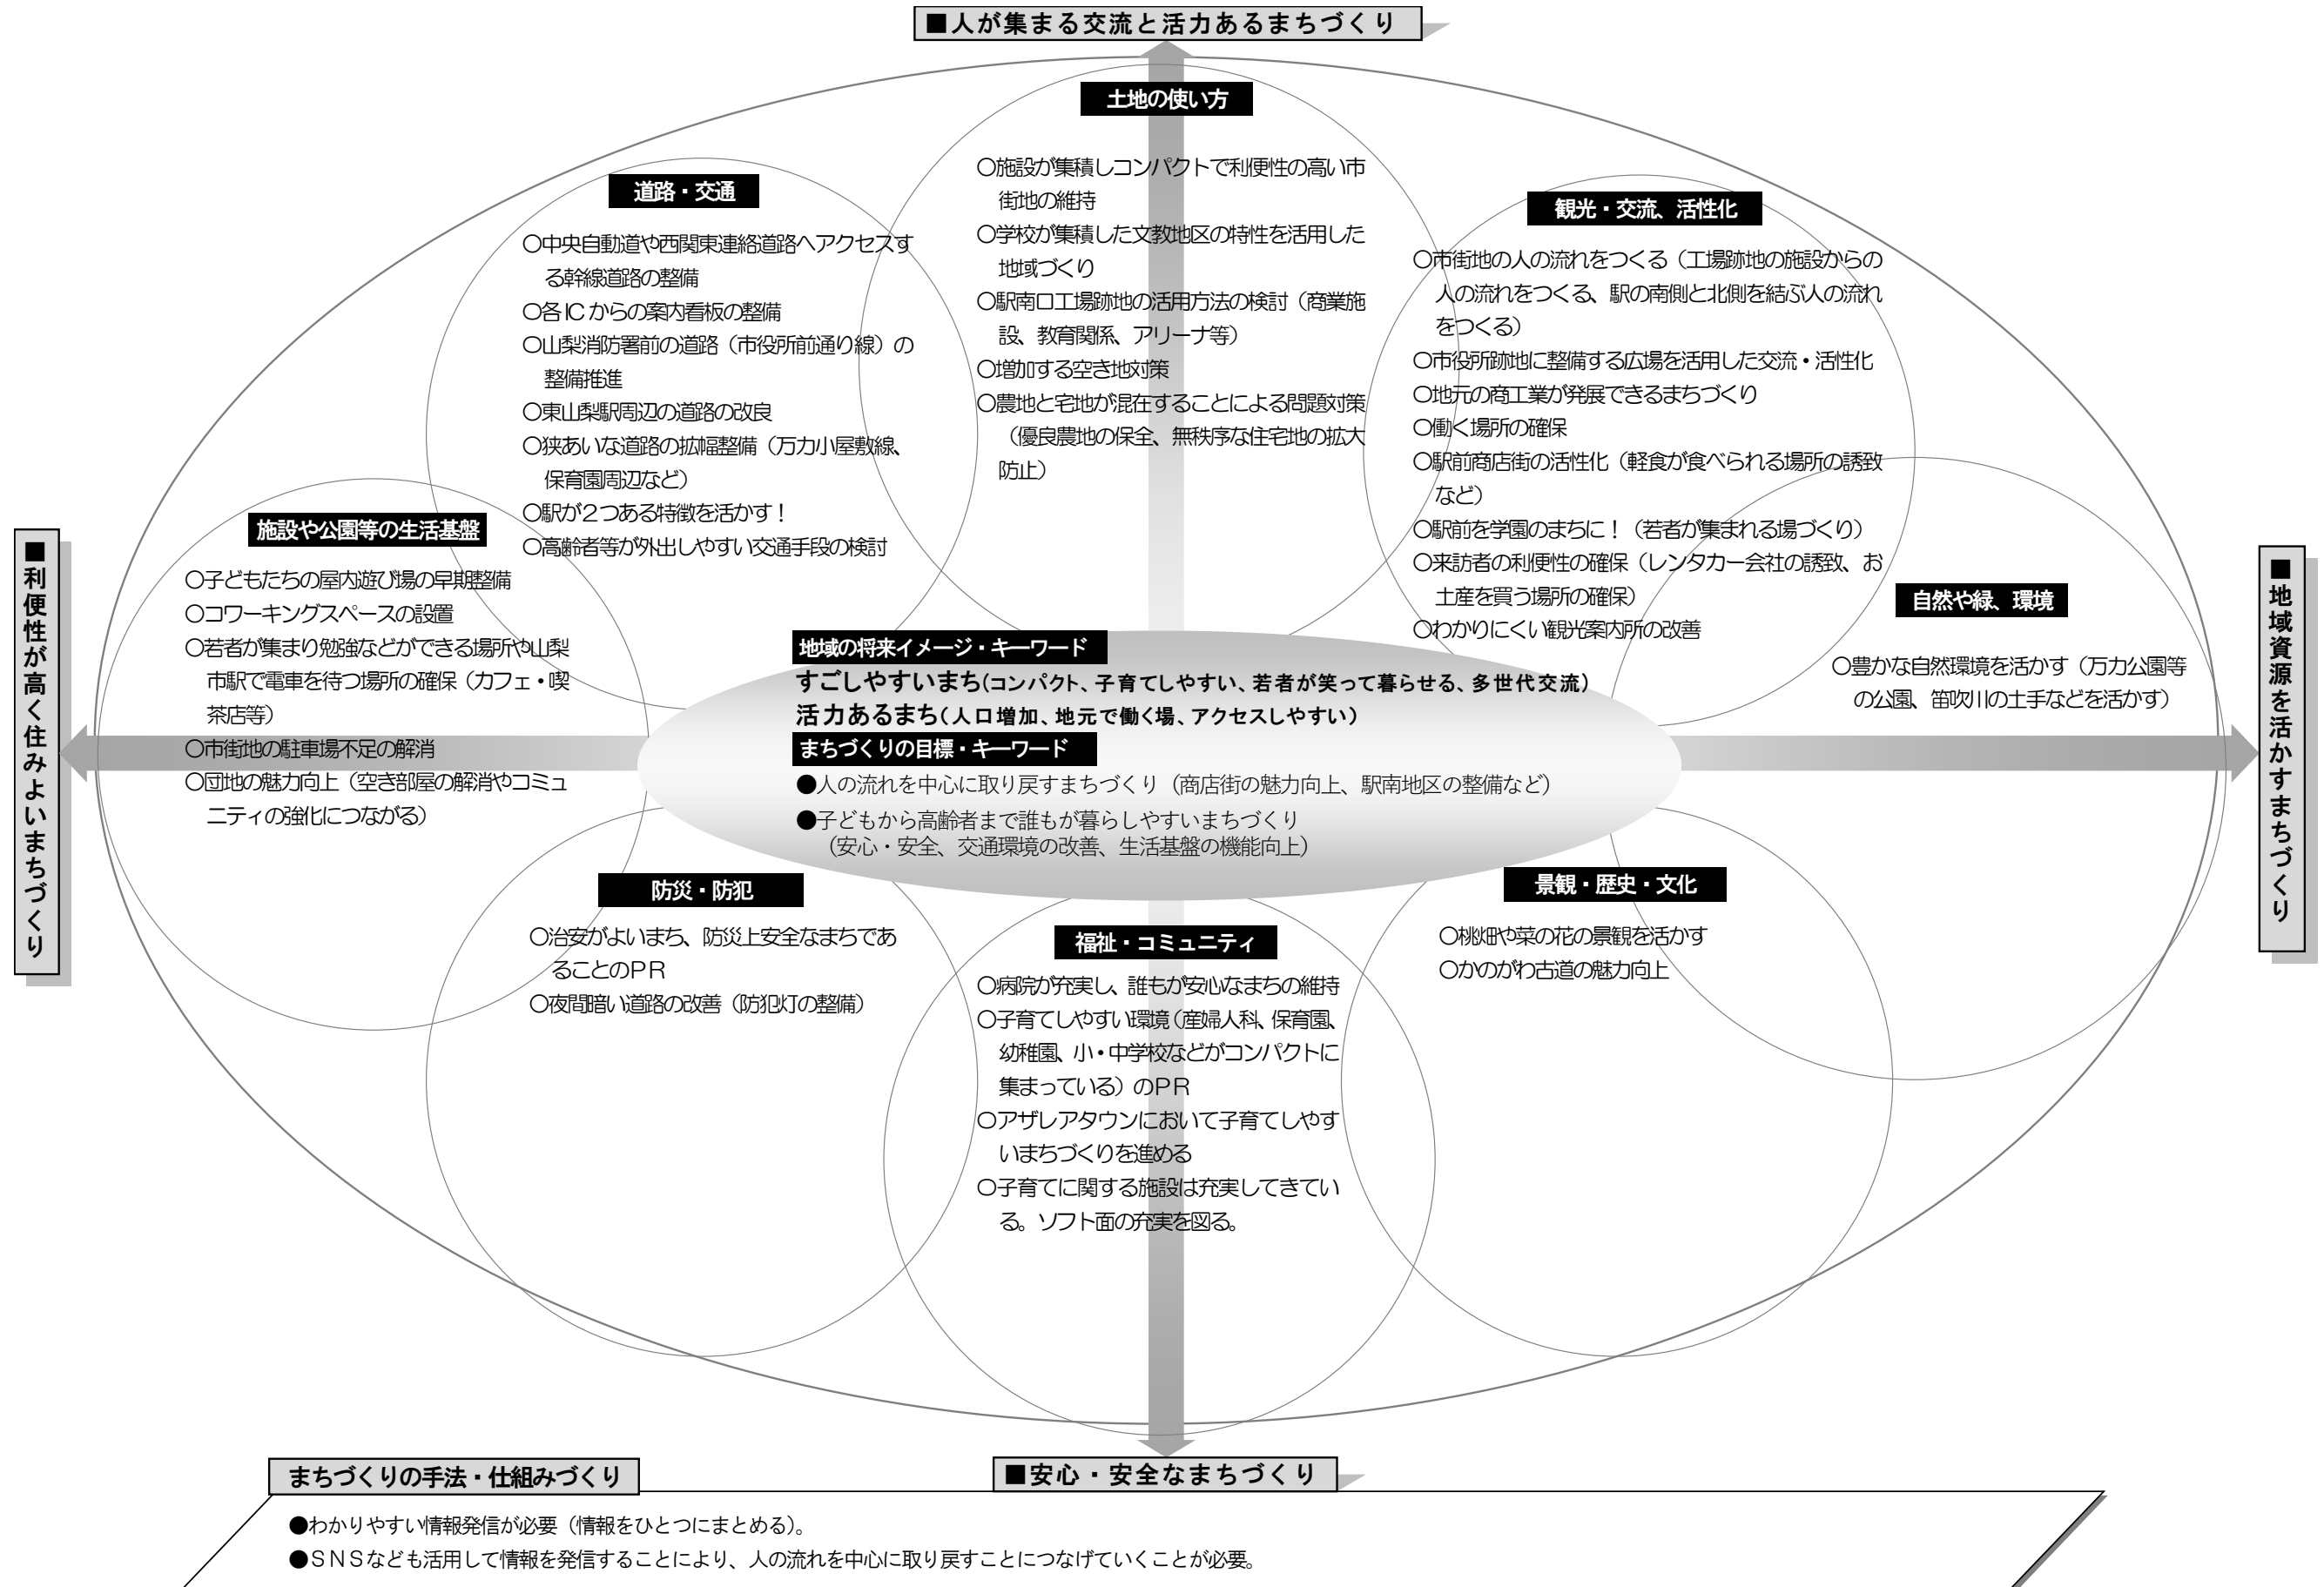 ■人が集まる交流と活力あるまちづくり
土地の使い方
〇施設が集積しコンパクトで利便性の高い市
街地の維持
〇学校が集積した文教地区の特性を活用した
地域づくり
〇駅南口工場跡地の活用方法の検討（商業施
設、教育関係、アリーナ等）
〇増加する空き地対策
〇農地と宅地が混在することによる問題対策
（優良農地の保全、無秩序な住宅地の拡大
防止）
道路・交通
〇中央自動道や西関東連絡道路へアクセスす
る幹線道路の整備
〇各ICからの案内看板の整備
〇山梨消防署前の道路（市役所前通り線）の
整備推進
〇東山梨駅周辺の道路の改良
〇狭あいな道路の拡幅整備（万力小屋敷線、
保育園周辺など）
〇駅が２つある特徴を活かす！
〇高齢者等が外出しやすい交通手段の検討
観光・交流、活性化
〇市街地の人の流れをつくる（工場跡地の施設からの
人の流れをつくる、駅の南側と北側を結ぶ人の流れ
をつくる）
〇市役所跡地に整備する広場を活用した交流・活性化
〇地元の商工業が発展できるまちづくり
〇働く場所の確保
〇駅前商店街の活性化（軽食が食べられる場所の誘致
など）
〇駅前を学園のまちに！（若者が集まれる場づくり）
〇来訪者の利便性の確保（レンタカー会社の誘致、お
土産を買う場所の確保）
〇わかりにくい観光案内所の改善
施設や公園等の生活基盤
〇子どもたちの屋内遊び場の早期整備
〇コワーキングスペースの設置
〇若者が集まり勉強などができる場所や山梨
市駅で電車を待つ場所の確保（カフェ・喫
茶店等）
〇市街地の駐車場不足の解消
〇団地の魅力向上（空き部屋の解消やコミュ
ニティの強化につながる）
自然や緑、環境
〇豊かな自然環境を活かす（万力公園等
の公園、笛吹川の土手などを活かす）
■利便性が高く住みよいまちづくり
■地域資源を活かすまちづくり
地域の将来イメージ・キーワード
すごしやすいまち（コンパクト、子育てしやすい、若者が笑って暮らせる、多世代交流）
活力あるまち（人口増加、地元で働く場、アクセスしやすい）
まちづくりの目標・キーワード
●人の流れを中心に取り戻すまちづくり（商店街の魅力向上、駅南地区の整備など）
●子どもから高齢者まで誰もが暮らしやすいまちづくり
（安心・安全、交通環境の改善、生活基盤の機能向上）
防災・防犯
〇治安がよいまち、防災上安全なまちであ
ることのＰＲ
〇夜間暗い道路の改善（防犯灯の整備）
福祉・コミュニティ
〇病院が充実し、誰もが安心なまちの維持
〇子育てしやすい環境（産婦人科、保育園、
幼稚園、小・中学校などがコンパクトに
集まっている）のＰＲ
〇アザレアタウンにおいて子育てしやす
いまちづくりを進める
〇子育てに関する施設は充実してきてい
る。ソフト面の充実を図る。
景観・歴史・文化
〇桃畑や菜の花の景観を活かす
〇かのがわ古道の魅力向上
■安心・安全なまちづくり
まちづくりの手法・仕組みづくり
●わかりやすい情報発信が必要（情報をひとつにまとめる）。
●ＳＮＳなども活用して情報を発信することにより、人の流れを中心に取り戻すことにつなげていくことが必要。